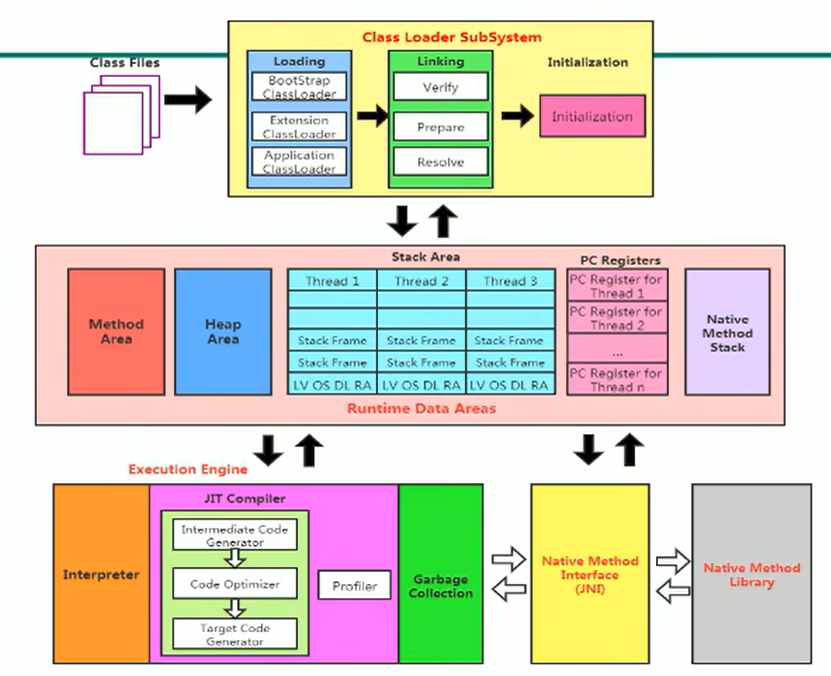 Class Loader SubSystem
Class Files
Loading
BootStrap
ClassLoader
Extension
ClassLoader
Application
ClassLoader
Linking
Verify
Prepare
Resolve
Initialization
Initialization
Method
Area
Heap
Area
Stack Area
Thread 1 Thread 2 Thread 3
Stack Frame Stack Frame Stack Frame
Stack Frame Stack Frame Stack Frame
LV OS DL RA LV OS DL RA LV OS DL RA
PC Registers
PC Register for
Thread 1
PC Register for
Thread 2
...
PC Register for
Thread n
Native
Method
Stack
Runtime Data Areas
Execution Engine
Interpreter
JIT Compiler
Intermediate Code
Generator
Code Optimizer
Target Code
Generator
Profiler
Garbage
Collection
Native Method
Interface
(JNI)
Native Method
Library